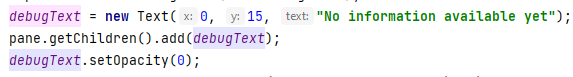 debugText = new Text( x: 0, y: 15, text: "No information available yet");
pane.getChildren().add(debugText);
debugText.setOpacity(0);